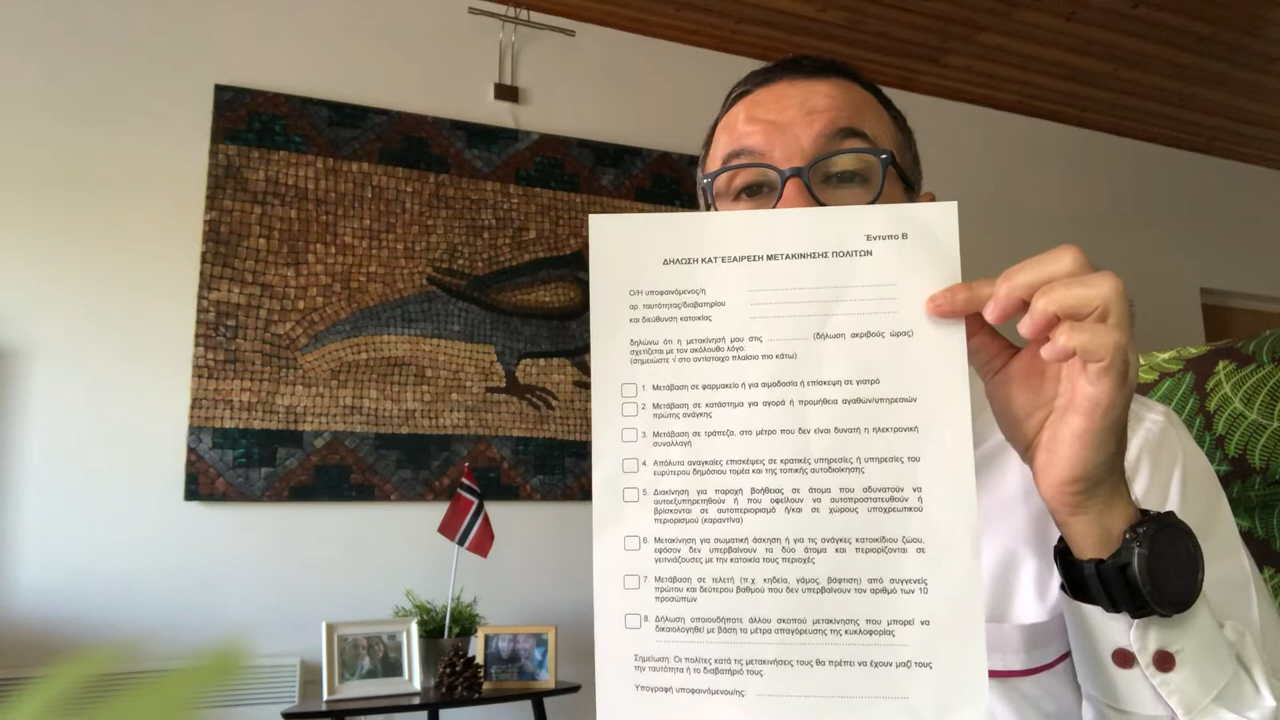 Έντυπο Β
ΔΗΛΩΣΗ ΚΑΤ΄ΕΞΑΙΡΕΣΗ ΜΕΤΑΚΙΝΗΣΗΣ ΠΟΛΙΤΩΝ
Ο/Η υποφαινόμενος/η ............................................
αρ. ταυτότητας/διαβατηρίου ............................................
και διεύθυνση κατοικίας ............................................
δηλώνω ότι η μετακίνησή μου στις .............. (δήλωση ακριβούς ώρας)
σχετίζεται με τον ακόλουθο λόγο:
(σημειώστε √ στο αντίστοιχο πλαίσιο πιο κάτω)
1. Μετάβαση σε φαρμακείο ή για αιμοδοσία ή επίσκεψη σε γιατρό
2. Μετάβαση σε κατάστημα για αγορά ή προμήθεια αγαθών/υπηρεσιών
πρώτης ανάγκης
3. Μετάβαση σε τράπεζα, στο μέτρο που δεν είναι δυνατή η ηλεκτρονική
συναλλαγή
4. Απόλυτα αναγκαίες επισκέψεις σε κρατικές υπηρεσίες ή υπηρεσίες του
ευρύτερου δημόσιου τομέα και της τοπικής αυτοδιοίκησης
5. Διακίνηση για παροχή βοήθειας σε άτομα που αδυνατούν να
αυτοεξυπηρετηθούν ή που οφείλουν να αυτοπροστατευθούν ή
βρίσκονται σε αυτοπεριορισμό ή/και σε χώρους υποχρεωτικού
περιορισμού (καραντίνα)
6. Μετακίνηση για σωματική άσκηση ή για τις ανάγκες κατοικίδιου ζώου,
εφόσον δεν υπερβαίνουν τα δύο άτομα και περιορίζονται σε
γειτνιάζουσες με την κατοικία τους περιοχές
7. Μετάβαση σε τελετή (π.χ. κηδεία, γάμος, βάφτιση) από συγγενείς
πρώτου και δεύτερου βαθμού που δεν υπερβαίνουν τον αριθμό των 10
προσώπων
8. Δήλωση οποιουδήποτε άλλου σκοπού μετακίνησης που μπορεί να
δικαιολογηθεί με βάση τα μέτρα απαγόρευσης της κυκλοφορίας
................................................................................
Σημείωση: Οι πολίτες κατά τις μετακινήσεις τους θα πρέπει να έχουν μαζί τους
την ταυτότητα ή το διαβατήριό τους.
Υπογραφή υποφαινόμενου/ης: ............................................